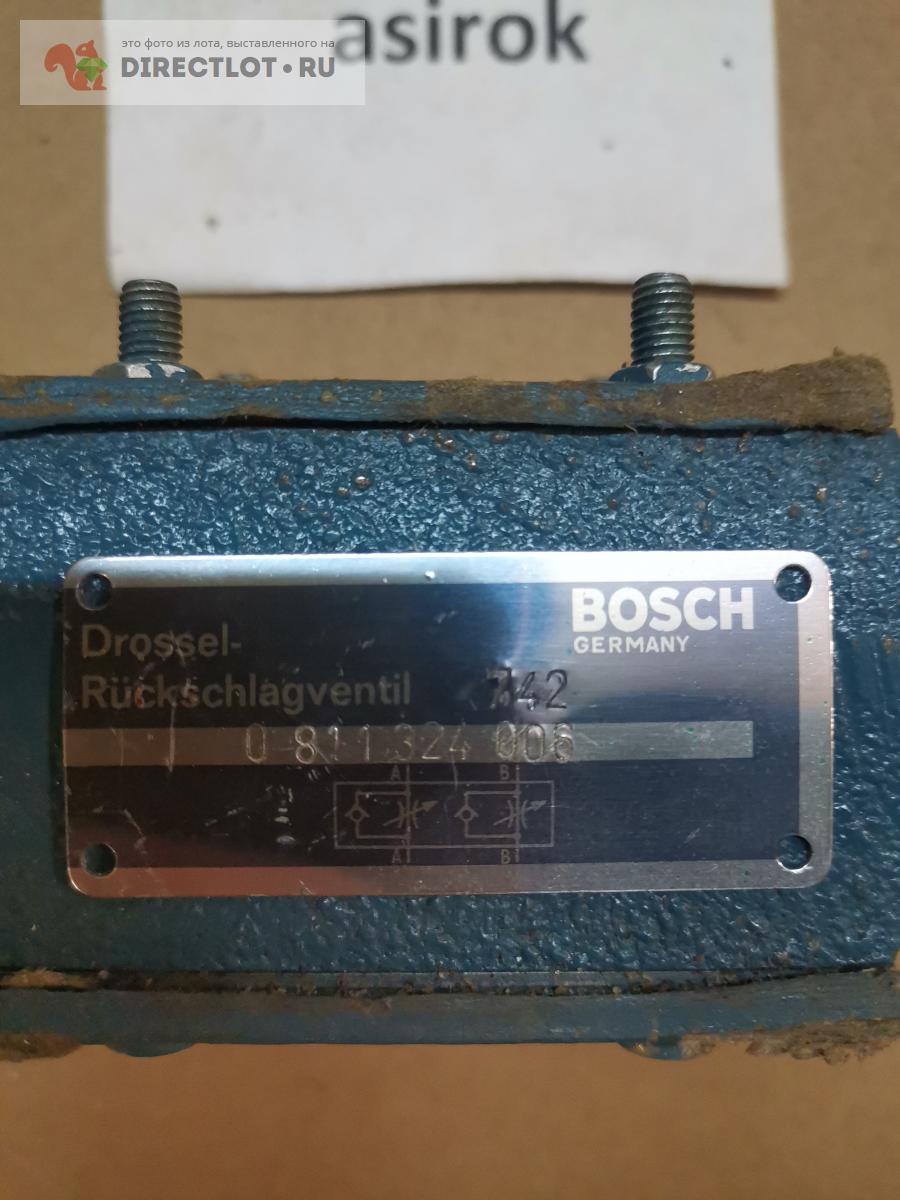 asirok
это фото из лота, выставленного на
DIRECTLOT•RU
BOSCH
GERMANY
Drossel-
Rückschlagventil 742
0 811 324 006
A B
A B